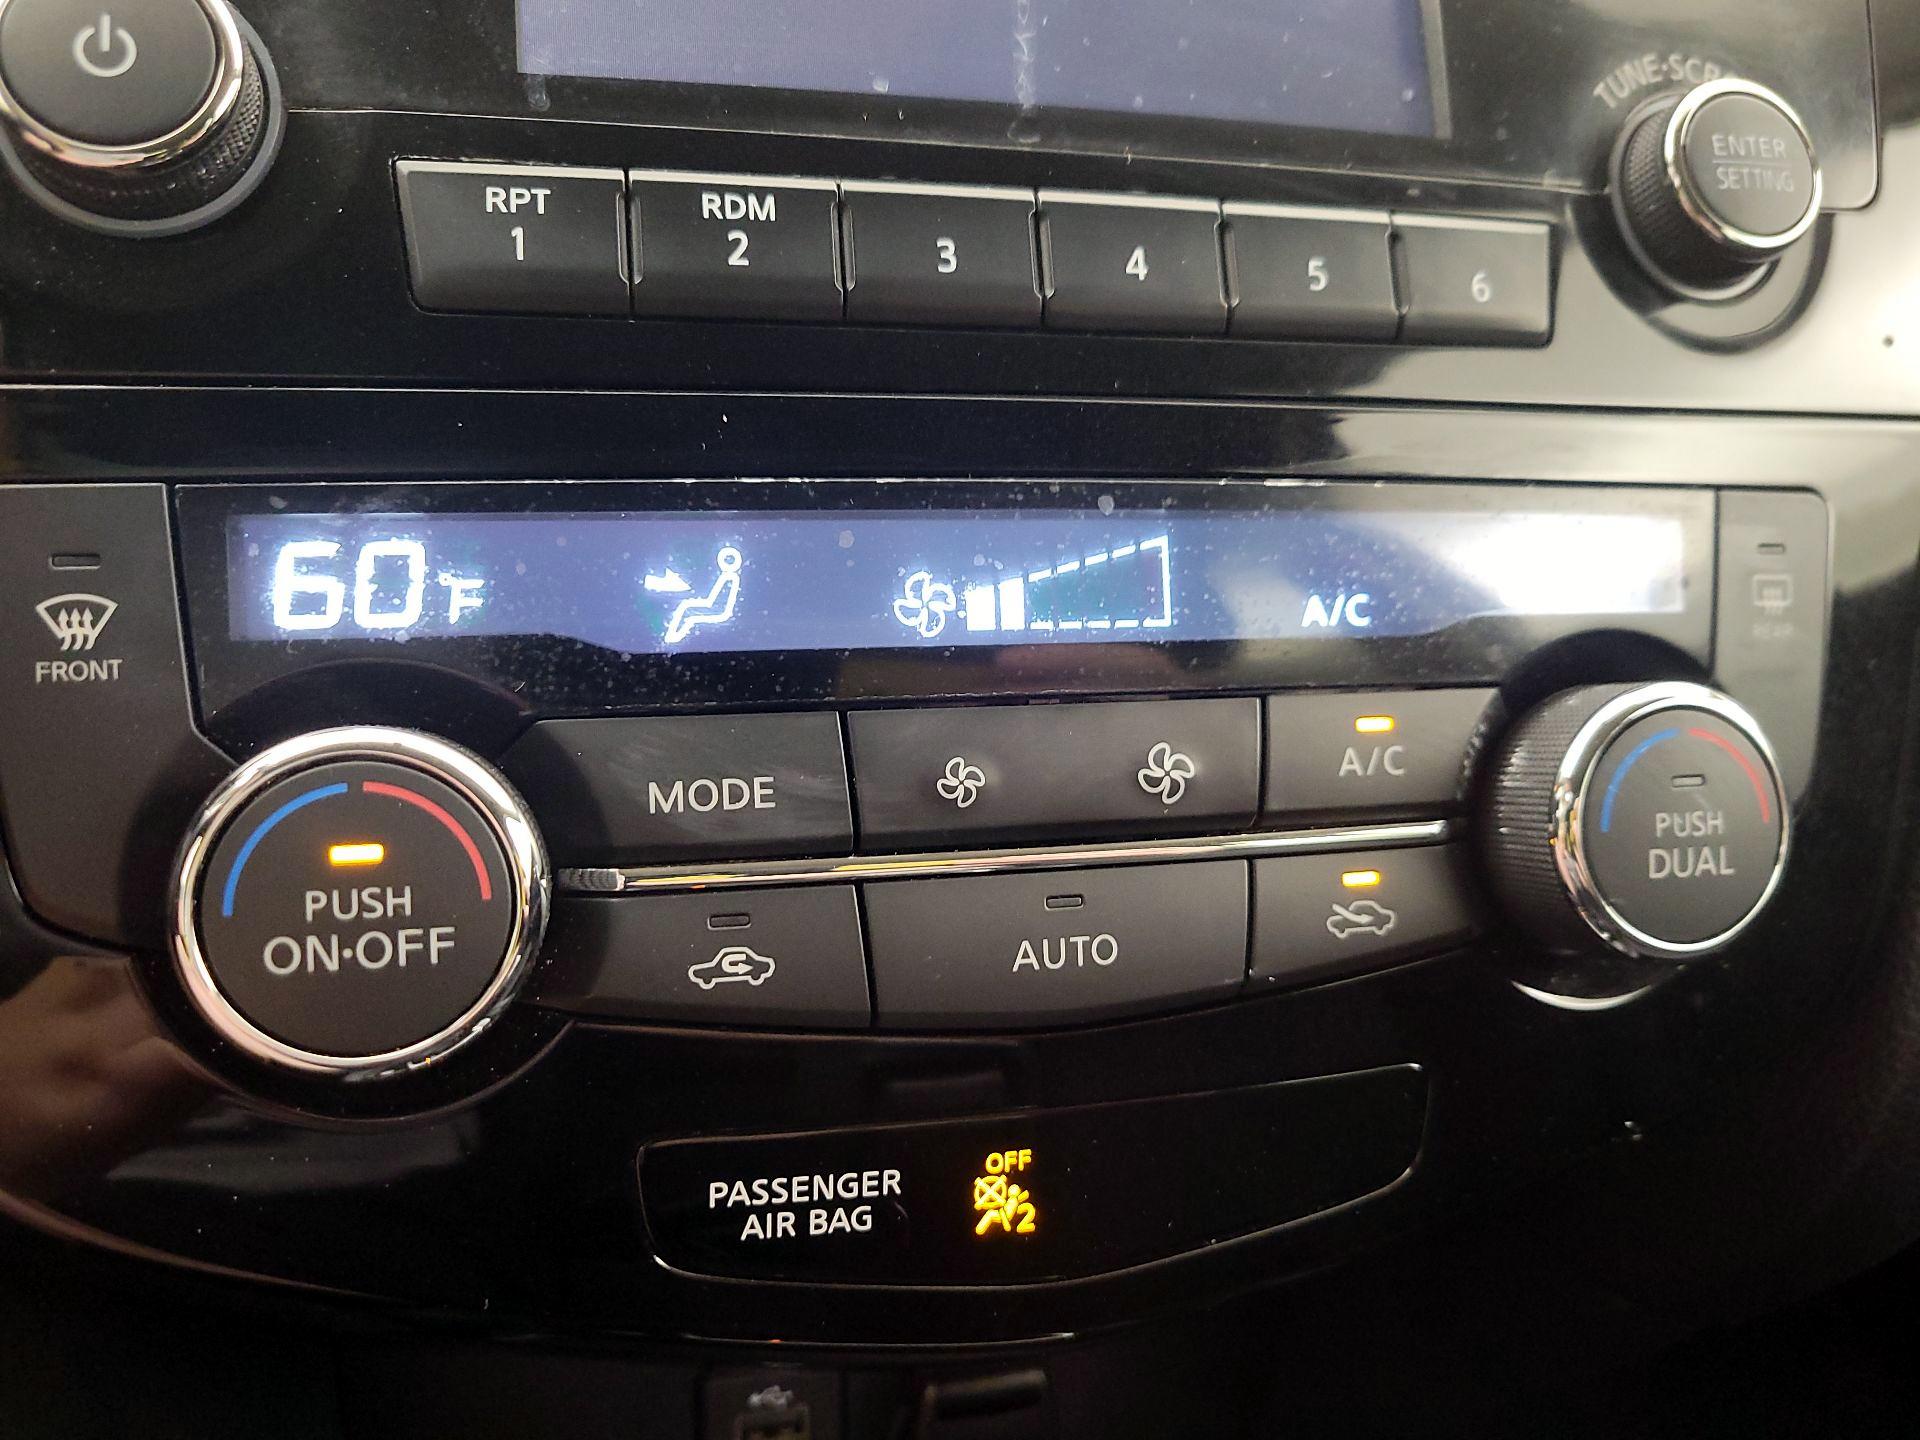 TUNE·SCR
ENTER
SETTING
RPT
1
RDM
2
3
4
5
6
60°F
A/C
FRONT
REAR
MODE
A/C
PUSH
ON·OFF
AUTO
PUSH
DUAL
PASSENGER
AIR BAG
OFF
2